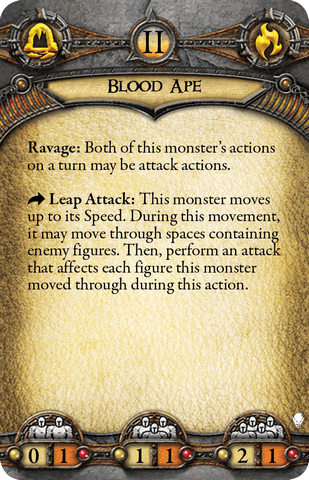 II
BLOOD APE
Ravage: Both of this monster's actions
on a turn may be attack actions.
Leap Attack: This monster moves
up to its Speed. During this movement,
it may move through spaces containing
enemy figures. Then, perform an attack
that affects each figure this monster
moved through during this action.
0 1 1 1 2 1